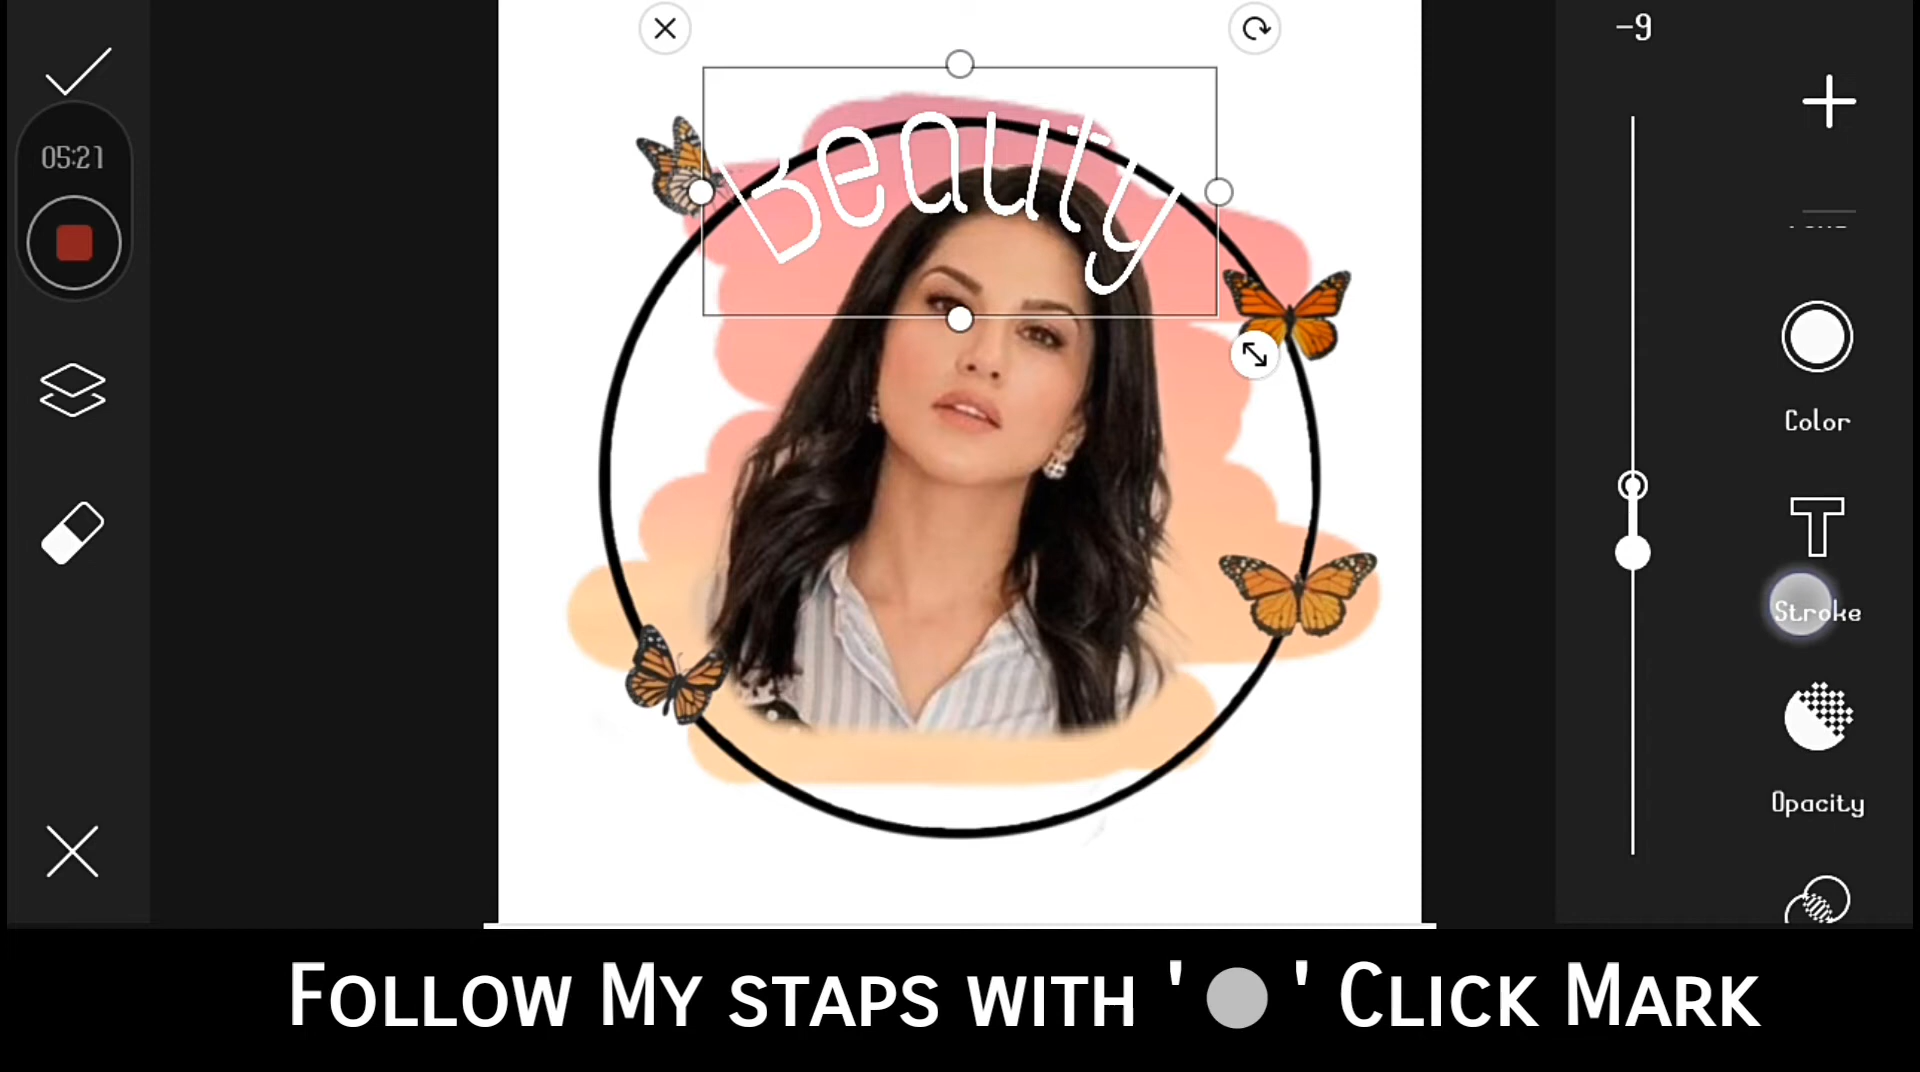 -9
05:21
Beauty
Color
T
Stroke
Opacity
Follow My staps with ' ' Click Mark